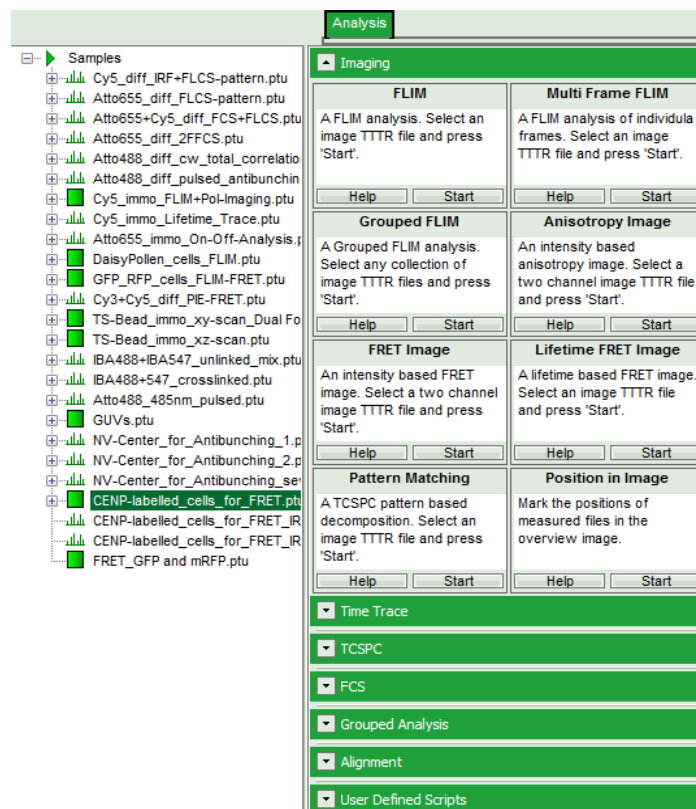 Analysis
Samples
Cy5_diff_IRF+FLCS-pattern.ptu
Atto655_diff_FLCS-pattern.ptu
Atto655+Cy5_diff_FCS+FLCS.ptu
Atto655_diff_2FFCS.ptu
Atto488_diff_cw_total_correlatio
Atto488_diff_pulsed_antibunchin
Cy5_immo_FLIM+Pol-Imaging.ptu
Cy5_immo_Lifetime_Trace.ptu
Atto655_immo_On-Off-Analysis.p
DaisyPollen_cells_FLIM.ptu
GFP_RFP_cells_FLIM-FRET.ptu
Cy3+Cy5_diff_PIE-FRET.ptu
TS-Bead_immo_xy-scan_Dual Fo
TS-Bead_immo_xz-scan.ptu
IBA488+IBA547_unlinked_mix.ptu
IBA488+547_crosslinked.ptu
Atto488_485nm_pulsed.ptu
GUVs.ptu
NV-Center_for_Antibunching_1.p
NV-Center_for_Antibunching_2.p
NV-Center_for_Antibunching_se
CENP-labelled_cells_for_FRET.ptu
CENP-labelled_cells_for_FRET_IR
CENP-labelled_cells_for_FRET_IR
FRET_GFP and mRFP.ptu
Imaging
FLIM
A FLIM analysis. Select an
image TTTR file and press
'Start'.
Help Start
Multi Frame FLIM
A FLIM analysis of individua
frames. Select an image
TTTR file and press 'Start'.
Help Start
Grouped FLIM
A Grouped FLIM analysis.
Select any collection of
image TTTR files and press
'Start'.
Help Start
Anisotropy Image
An intensity based
anisotropy image. Select a
two channel image TTTR file
and press 'Start'.
Help Start
FRET Image
An intensity based FRET
image. Select a two channel
image TTTR file and press
'Start'.
Help Start
Lifetime FRET Image
A lifetime based FRET image.
Select an image TTTR file
and press 'Start'.
Help Start
Pattern Matching
A TCSPC pattern based
decomposition. Select an
image TTTR file and press
'Start'.
Help Start
Position in Image
Mark the positions of
measured files in the
overview image.
Help Start
Time Trace
TCSPC
FCS
Grouped Analysis
Alignment
User Defined Scripts